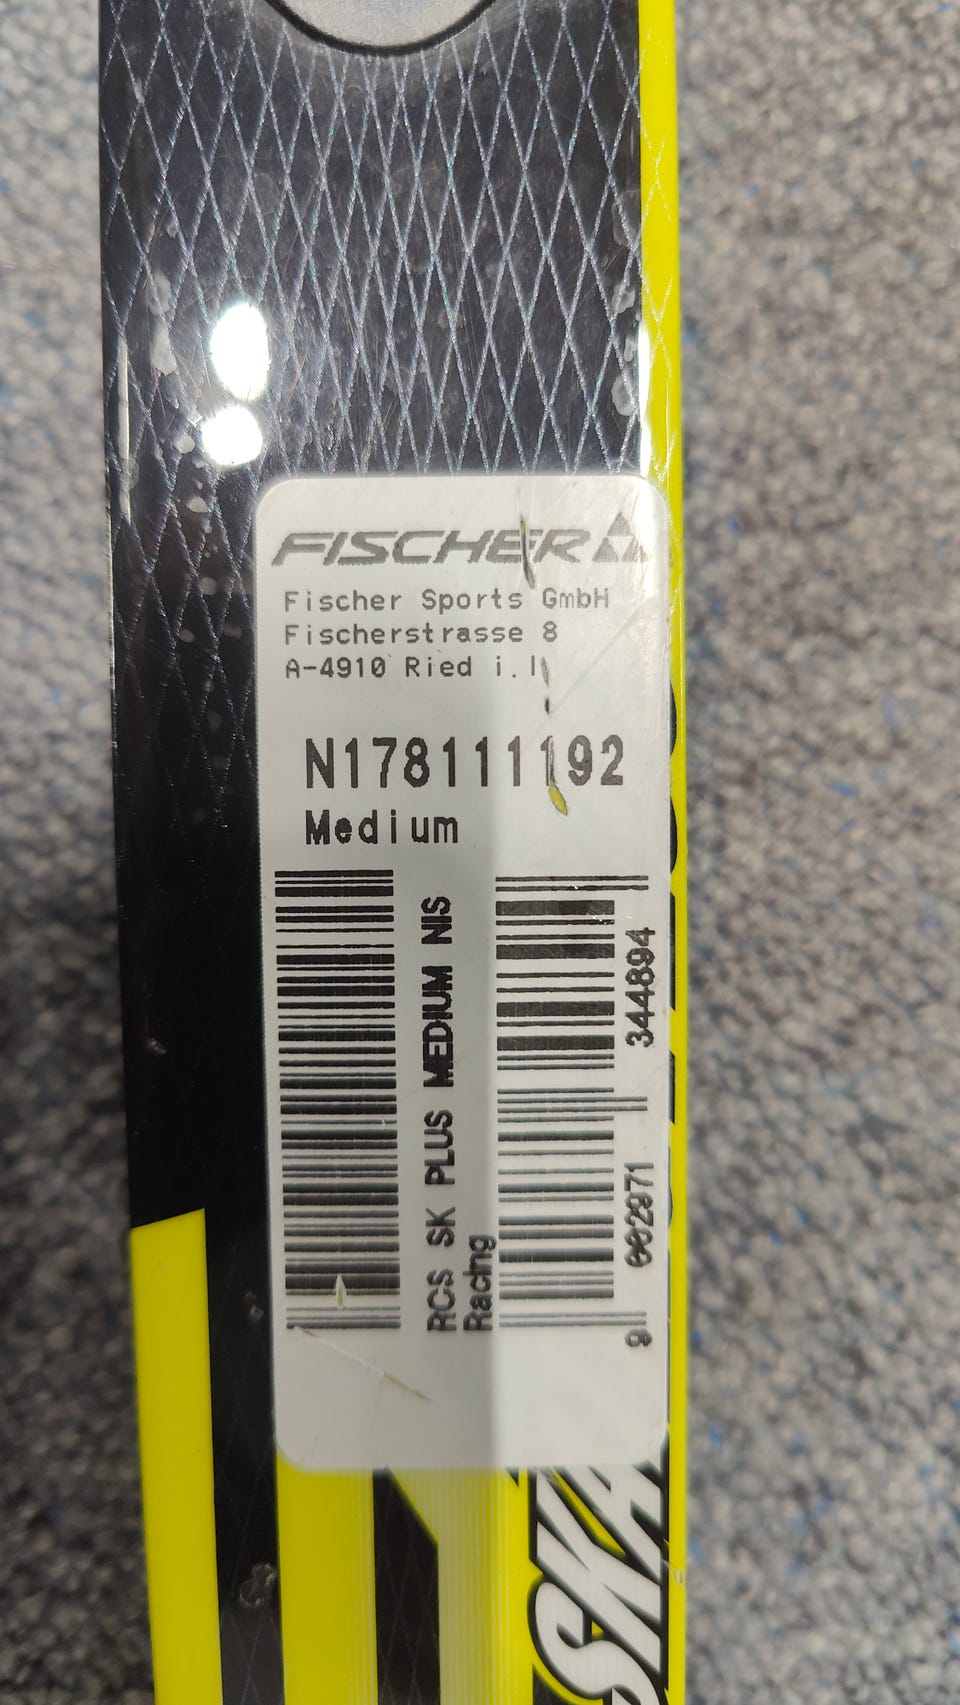 FISCHER
Fischer Sports GmbH
Fischerstrasse 8
A-4910 Ried i. I
N178111192
Medium
RCS SK PLUS MEDIUM NIS
Racing
9 002971 344894